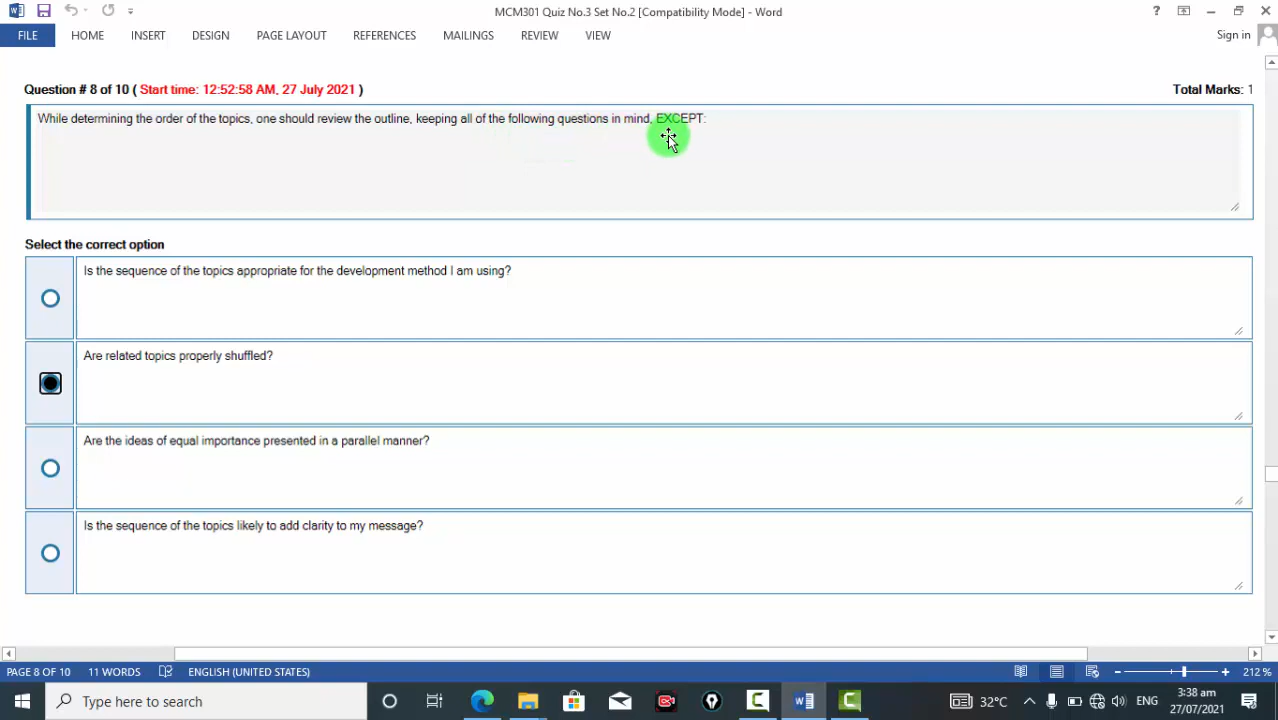 MCM301 Quiz No.3 Set No.2 [Compatibility Mode] - Word
?
FILE HOME INSERT DESIGN PAGE LAYOUT REFERENCES MAILINGS REVIEW VIEW Sign in
Question # 8 of 10 ( Start time: 12:52:58 AM, 27 July 2021 ) Total Marks: 1
While determining the order of the topics, one should review the outline, keeping all of the following questions in mind, EXCEPT:
Select the correct option
Is the sequence of the topics appropriate for the development method I am using?
Are related topics properly shuffled?
Are the ideas of equal importance presented in a parallel manner?
Is the sequence of the topics likely to add clarity to my message?
PAGE 8 OF 10 11 WORDS ENGLISH (UNITED STATES) 212 %
Type here to search 32°C ENG 3:38 am
27/07/2021